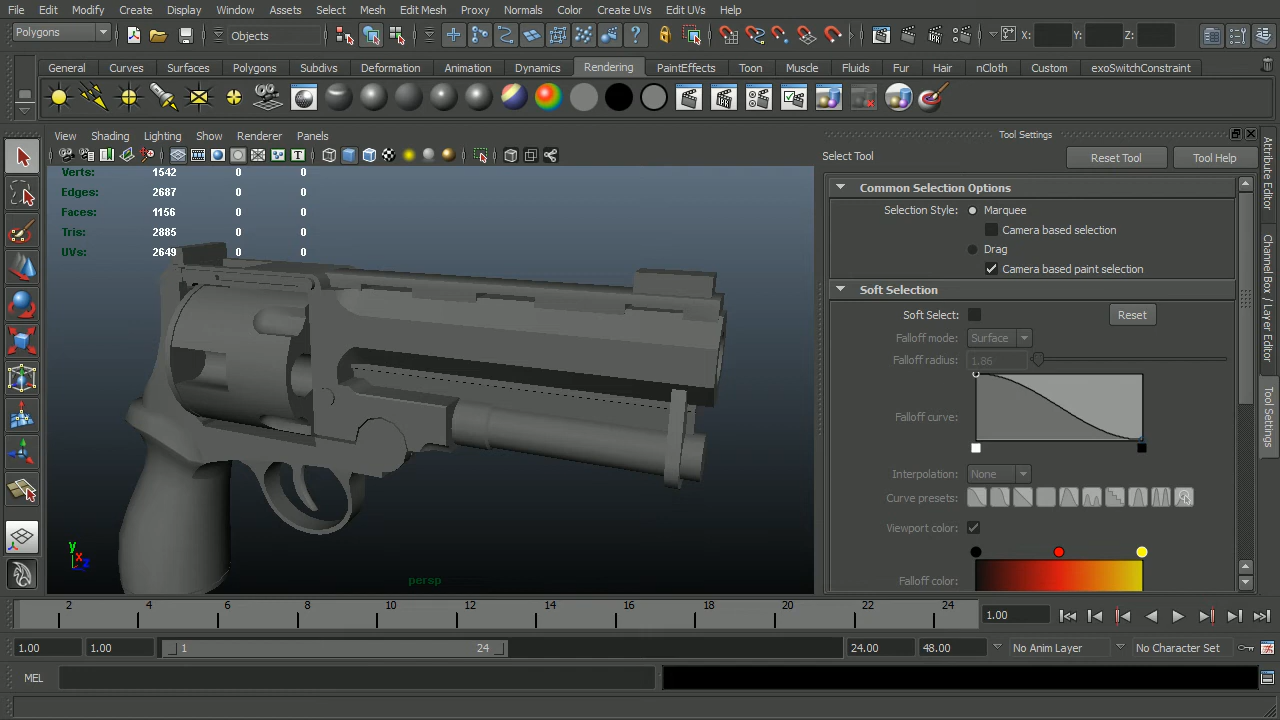 File Edit Modify Create Display Window Assets Select Mesh Edit Mesh Proxy Normals Color Create UVs Edit UVs Help
Polygons Objects X: Y: Z:
General Curves Surfaces Polygons Subdivs Deformation Animation Dynamics Rendering PaintEffects Toon Muscle Fluids Fur Hair nCloth Custom exoSwitchConstraint
View Shading Lighting Show Renderer Panels
Tool Settings
Select Tool Reset Tool Tool Help
Verts: 1542 0 0
Edges: 2687 0 0
Faces: 1156 0 0
Tris: 2885 0 0
UVs: 2649 0 0
Common Selection Options
Selection Style: Marquee
Camera based selection
Drag
Camera based paint selection
Soft Selection
Soft Select: Reset
Falloff mode: Surface
Falloff radius: 1.86
Falloff curve:
Interpolation: None
Curve presets:
Viewport color:
Falloff color:
Attribute Editor
Channel Box / Layer Editor
Tool Settings
y x z
persp
2 4 6 8 10 12 14 16 18 20 22 24 1.00
1.00 1.00 1 24 24.00 48.00 No Anim Layer No Character Set
MEL